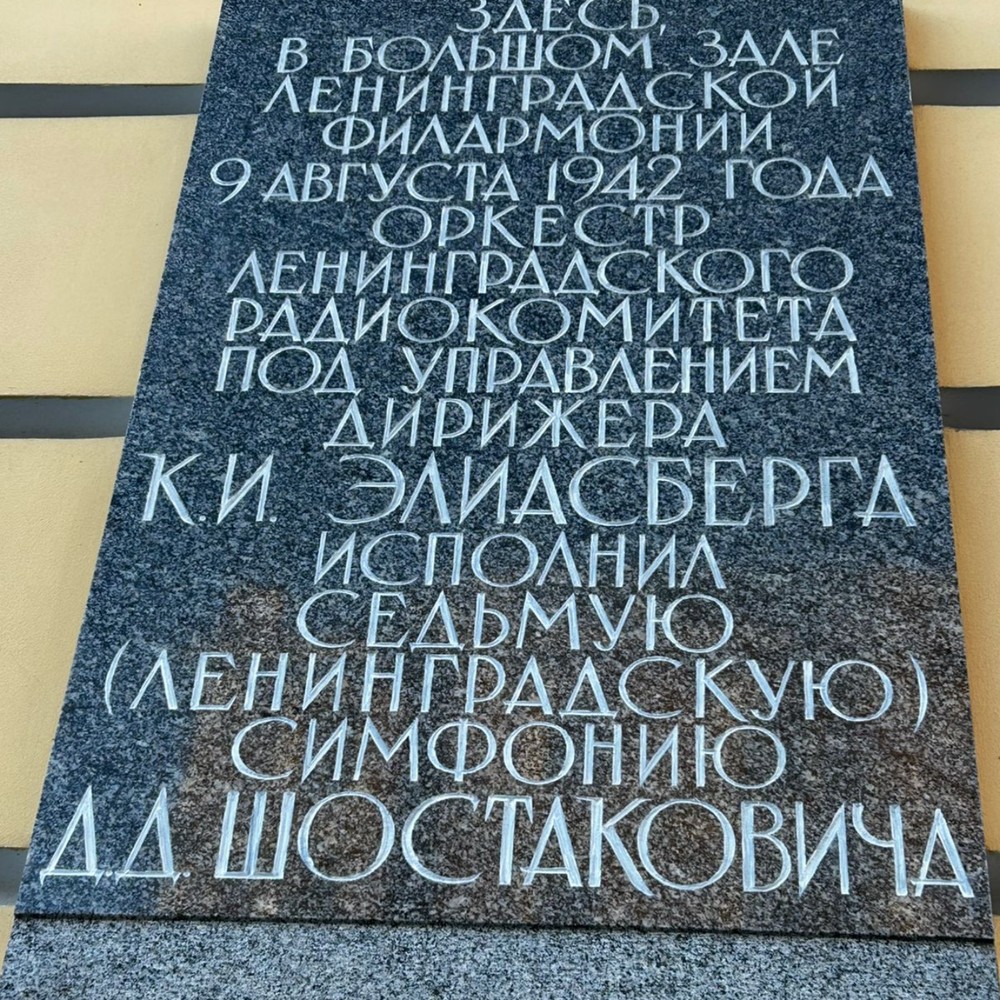 ЗДЕСЬ,
В БОЛЬШОМ ЗАЛЕ
ЛЕНИНГРАДСКОЙ
ФИЛАРМОНИИ
9 АВГУСТА 1942 ГОДА
ОРКЕСТР
ЛЕНИНГРАДСКОГО
РАДИОКОМИТЕТА
ПОД УПРАВЛЕНИЕМ
ДИРИЖЕРА
К.И. ЭЛИАСБЕРГА
ИСПОЛНИЛ
СЕДЬМУЮ
(ЛЕНИНГРАДСКУЮ)
СИМФОНИЮ
Д.Д. ШОСТАКОВИЧА